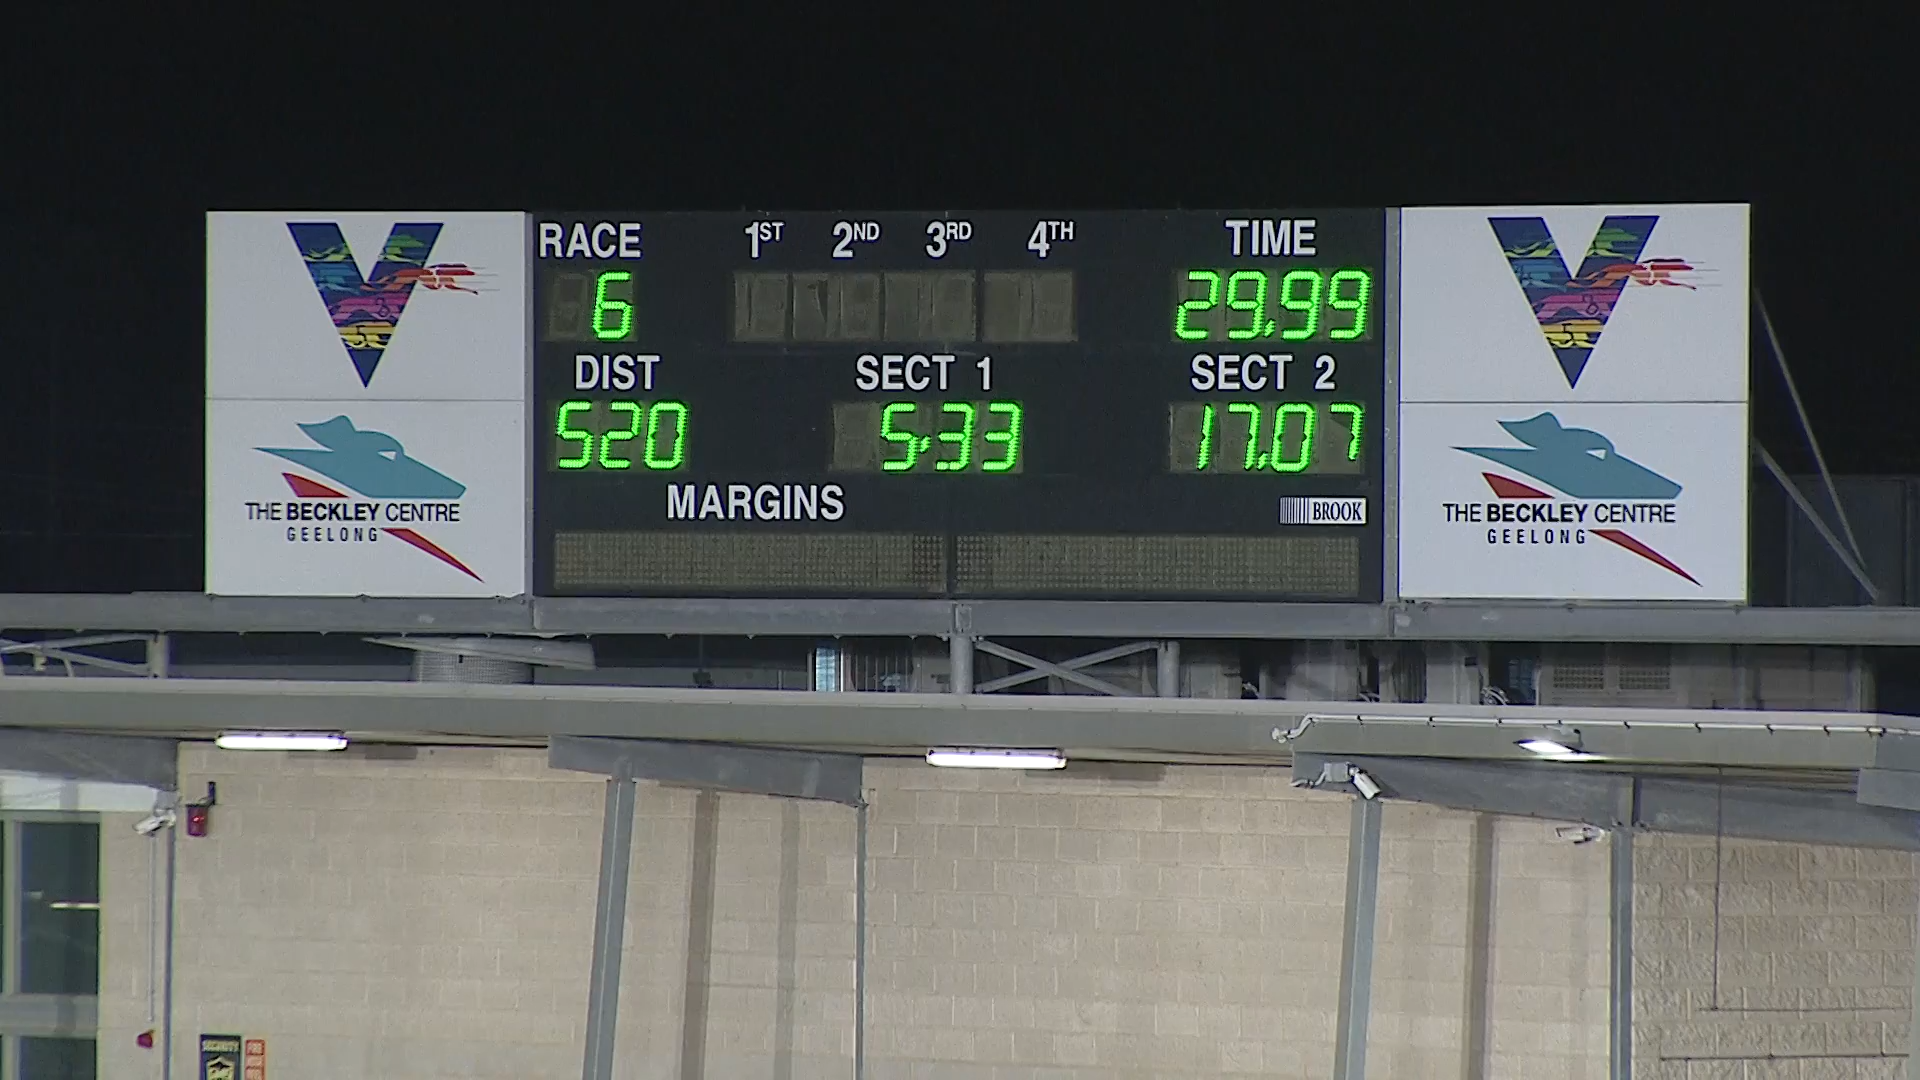 RACE 1ST 2ND 3RD 4TH TIME
6 29.99
DIST SECT 1 SECT 2
520 5.33 17.07
MARGINS
BROOK
THE BECKLEY CENTRE
GEELONG
THE BECKLEY CENTRE
GEELONG
SECURITY